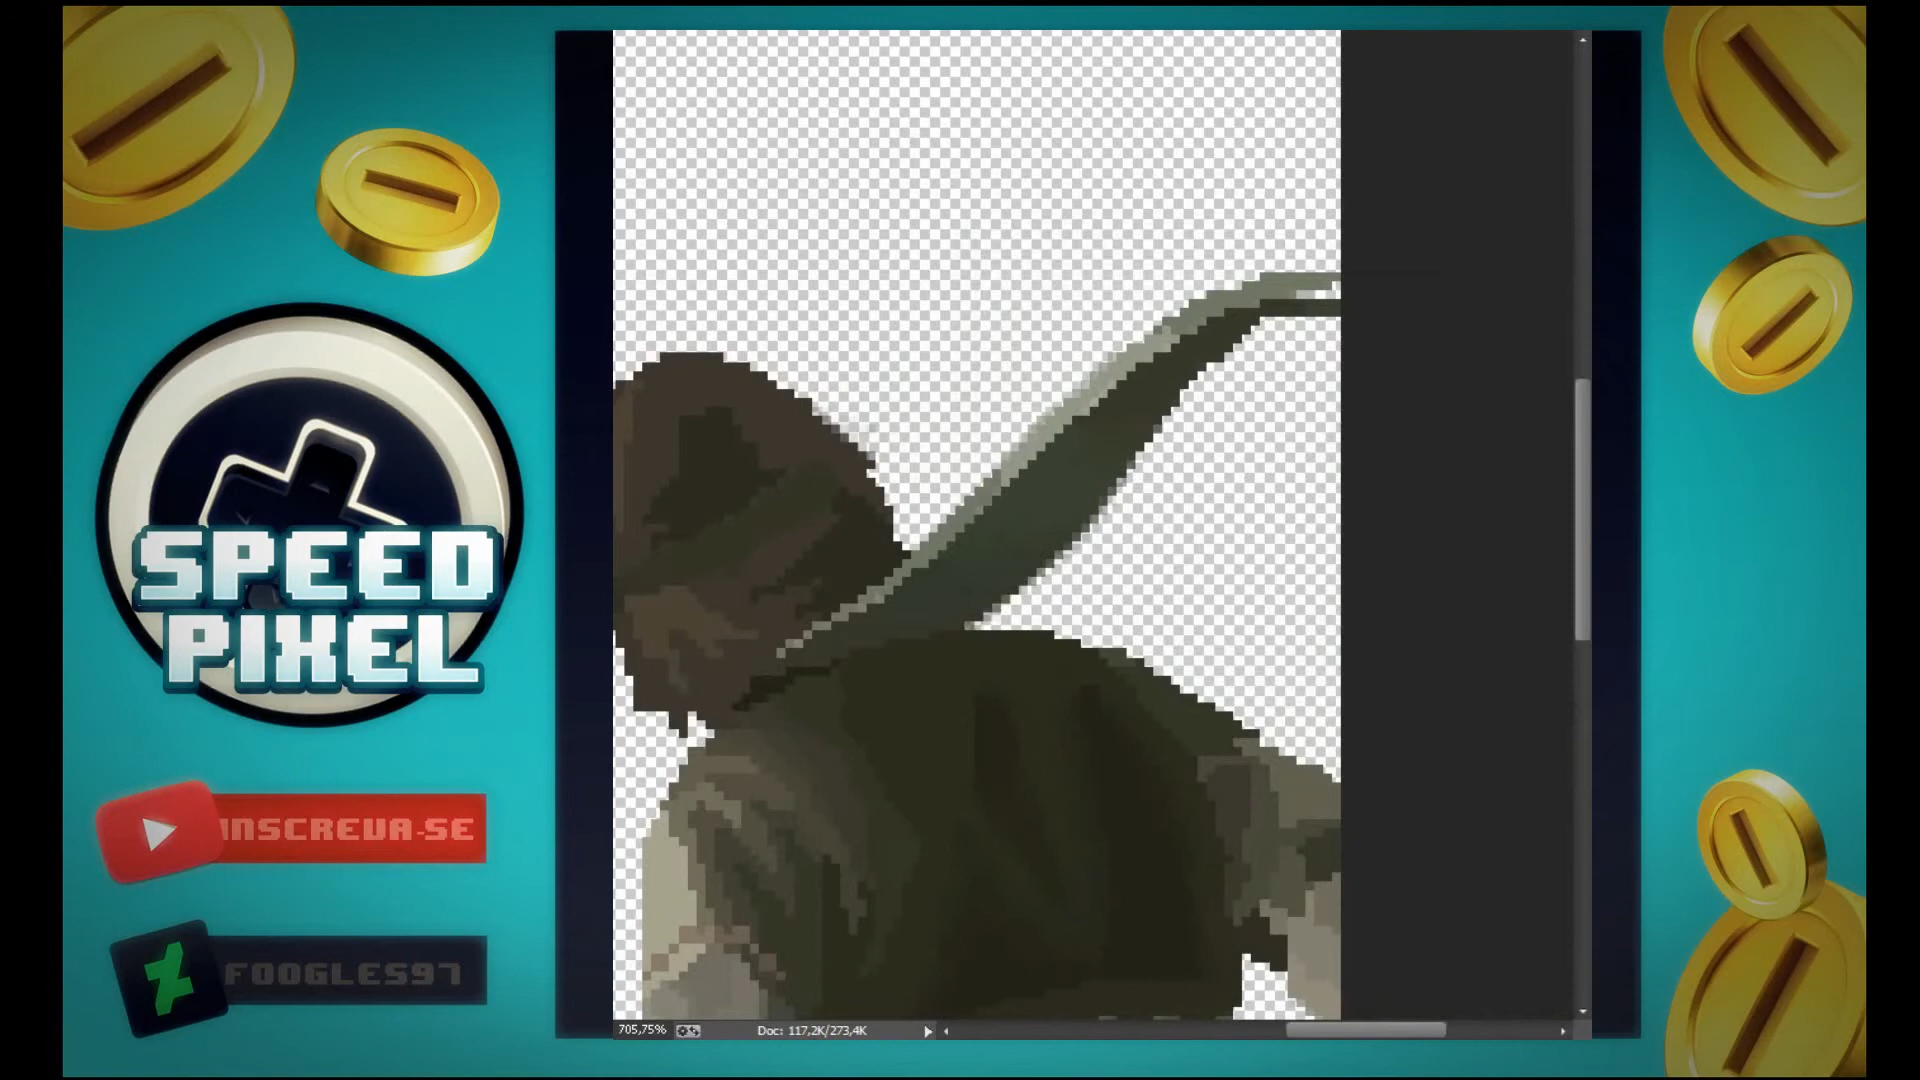 SPEED
PIXEL
INSCREVA-SE
FOOGLES97
705,75%
Doc: 117,2K/273,4K